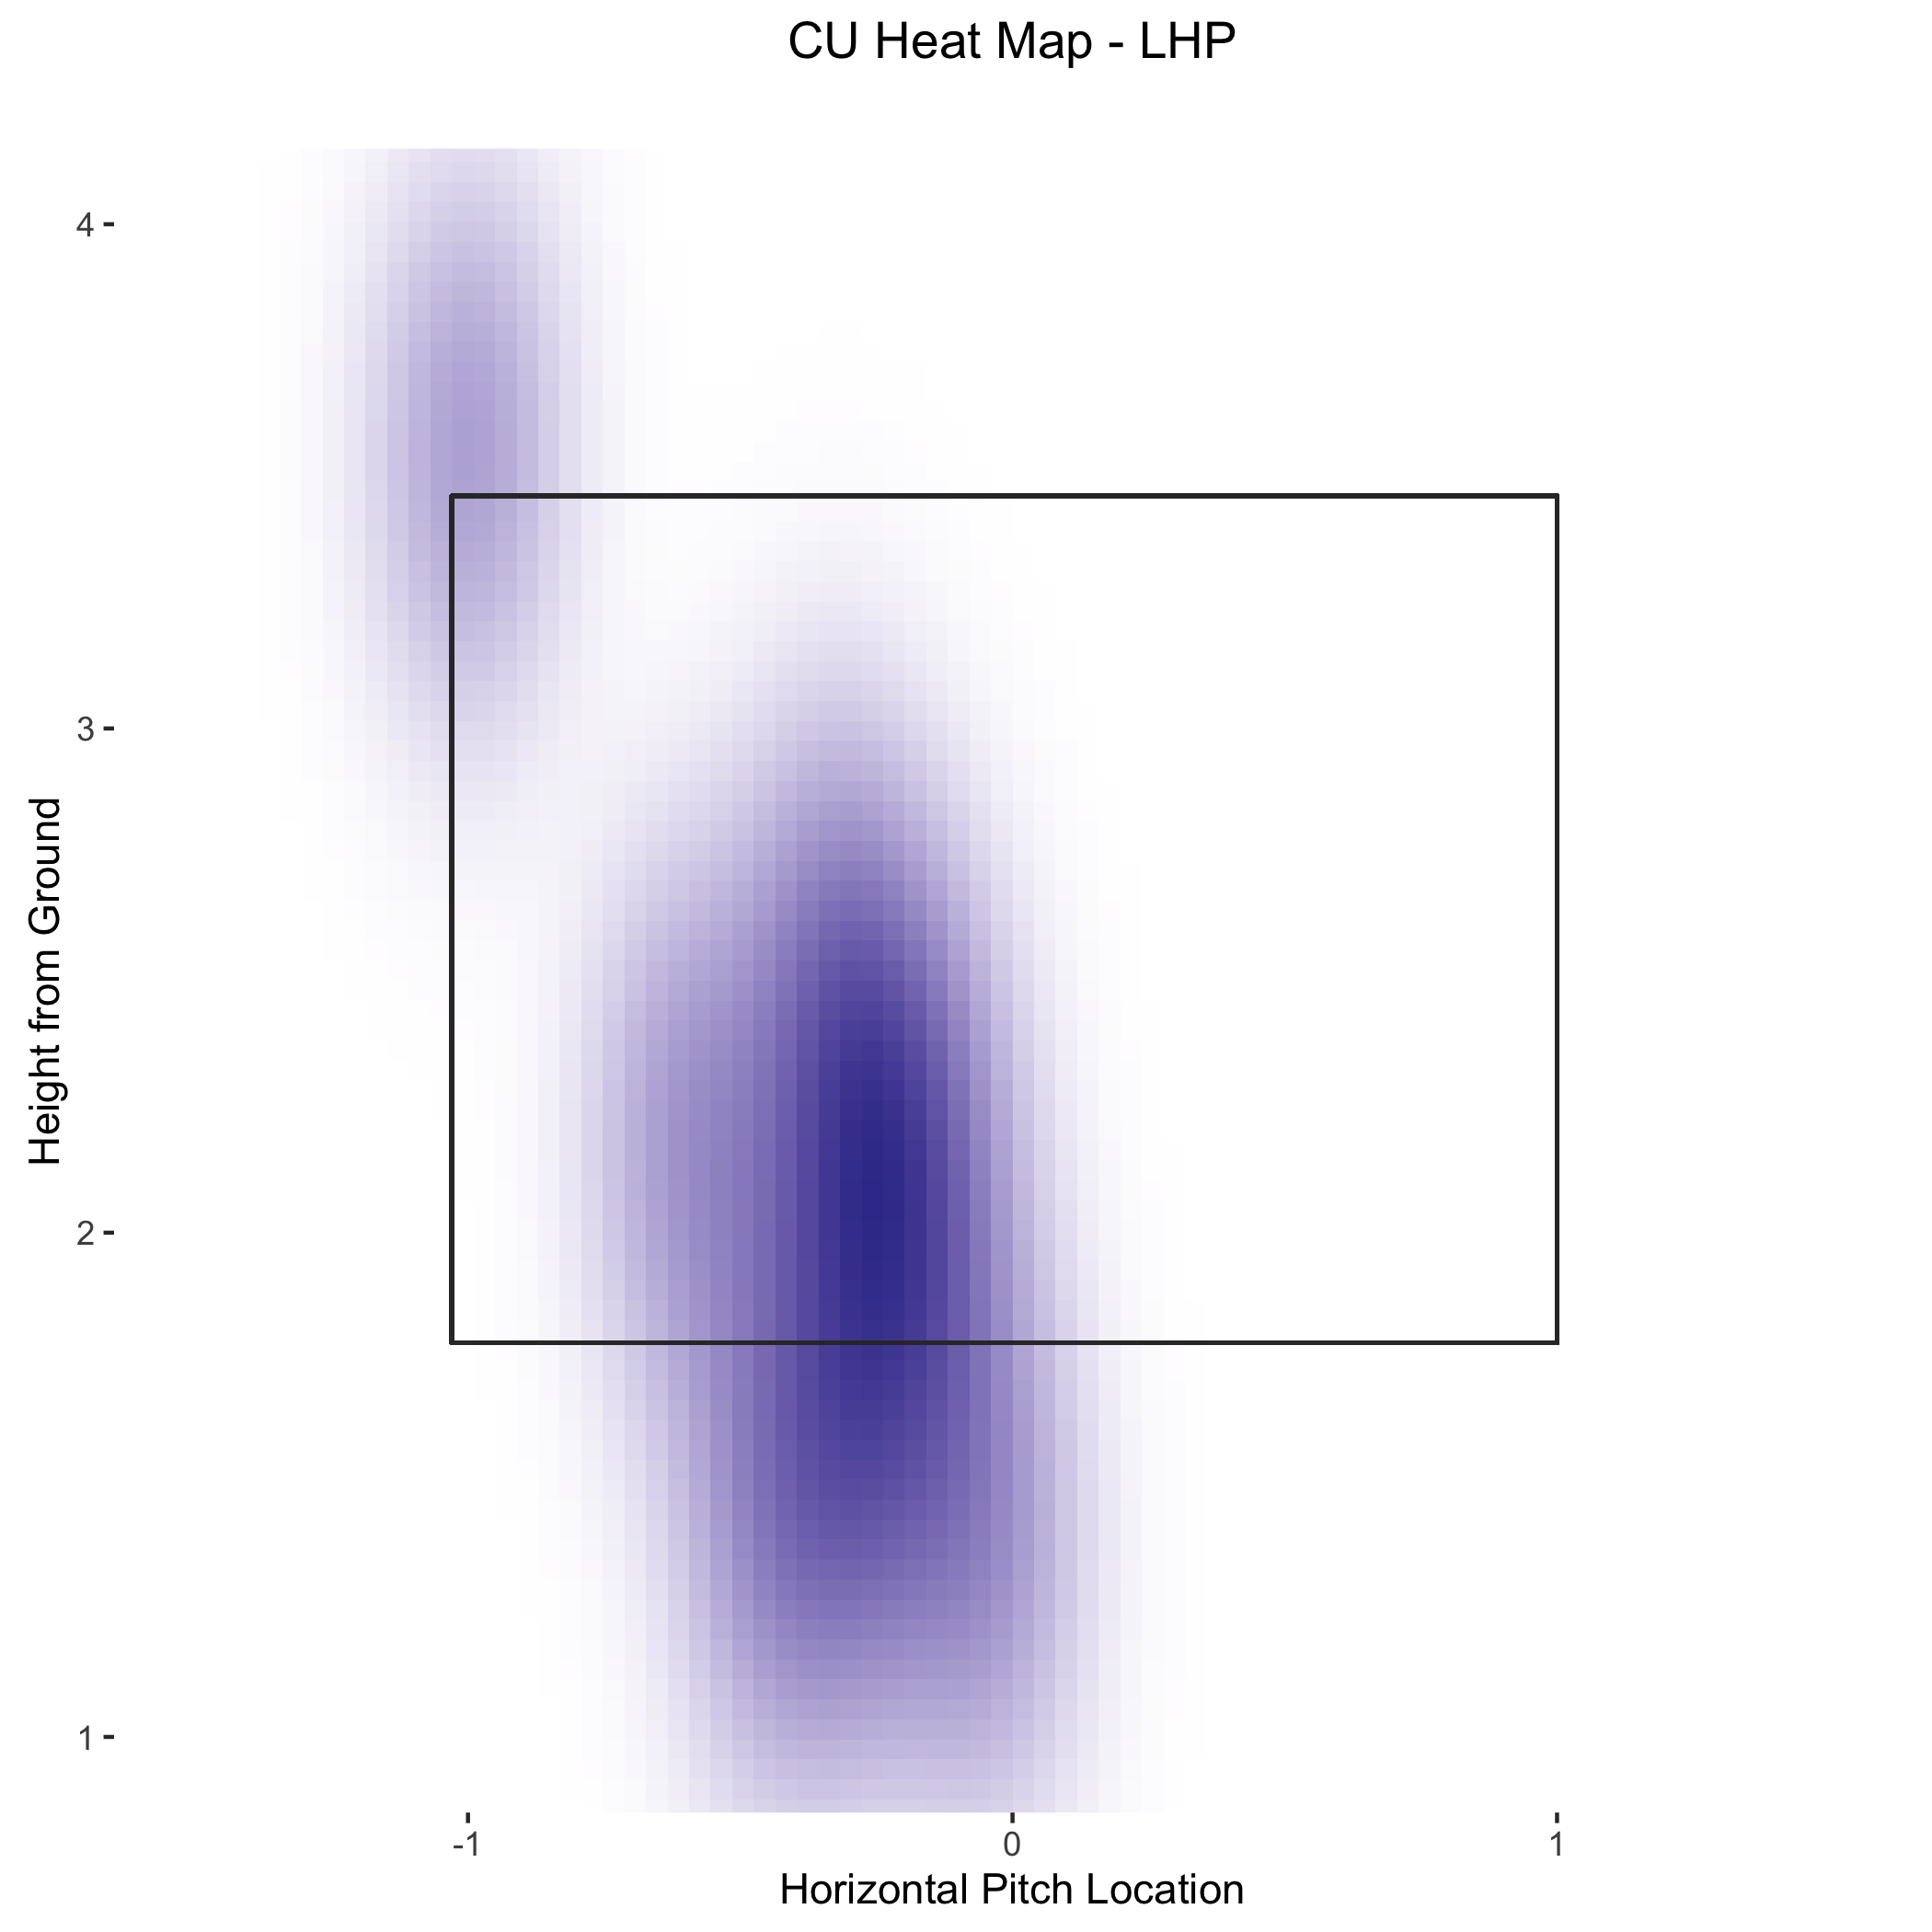 CU Heat Map - LHP
4
3
2
1
Height from Ground
-1 0 1
Horizontal Pitch Location